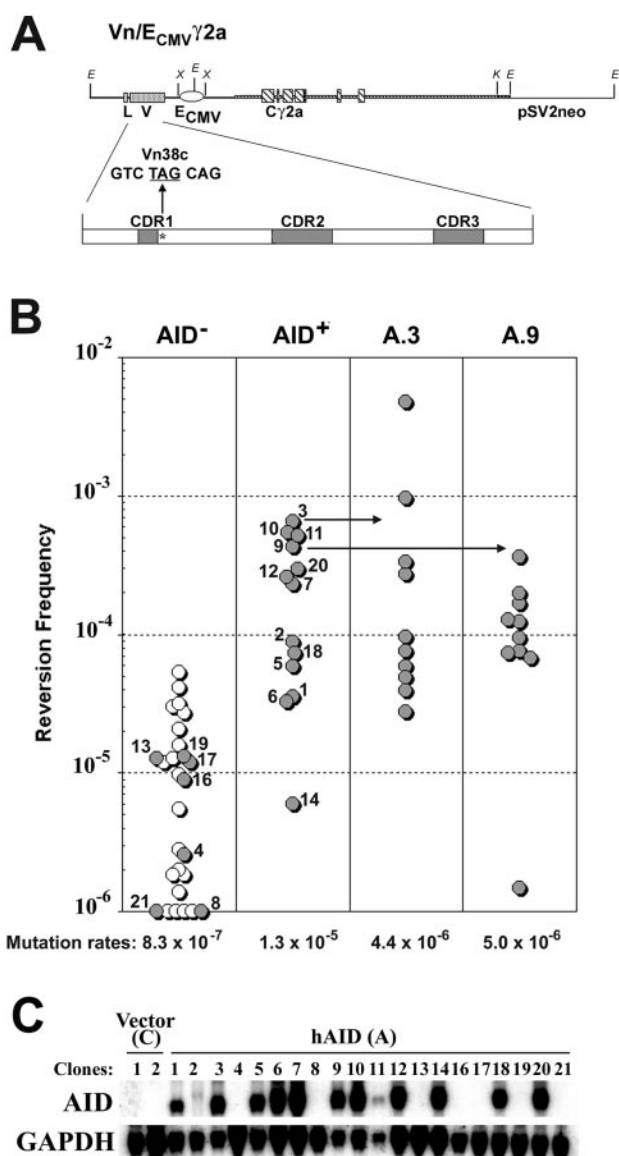 A
Vn/E_CMVγ2a
E X E X K E E
L V E_CMV Cγ2a pSV2neo
Vn38c
GTC TAG CAG
CDR1 CDR2 CDR3
*
B
AID⁻ AID⁺ A.3 A.9
Reversion Frequency
10⁻²
10⁻³
3
10 11
9
20
12 7
10⁻⁴
2
18
5
6 1
10⁻⁵
13 19
17
16
14
4
21 8
10⁻⁶
Mutation rates: 8.3 x 10⁻⁷ 1.3 x 10⁻⁵ 4.4 x 10⁻⁶ 5.0 x 10⁻⁶
C
Vector
(C) hAID (A)
Clones: 1 2 1 2 3 4 5 6 7 8 9 10 11 12 13 14 16 17 18 20 21
AID
GAPDH